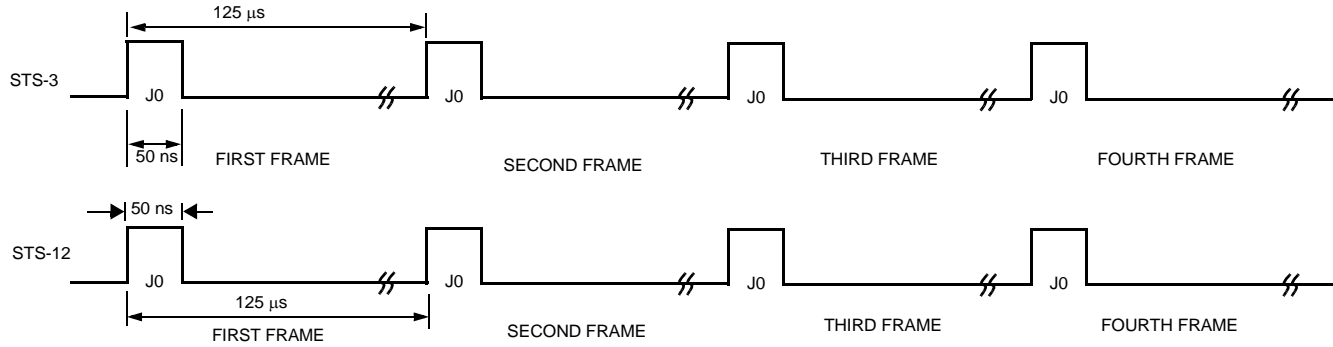 125 μs
STS-3
J0 J0 J0 J0
50 ns FIRST FRAME SECOND FRAME THIRD FRAME FOURTH FRAME
50 ns
STS-12
J0 J0 J0 J0
125 μs
FIRST FRAME SECOND FRAME THIRD FRAME FOURTH FRAME